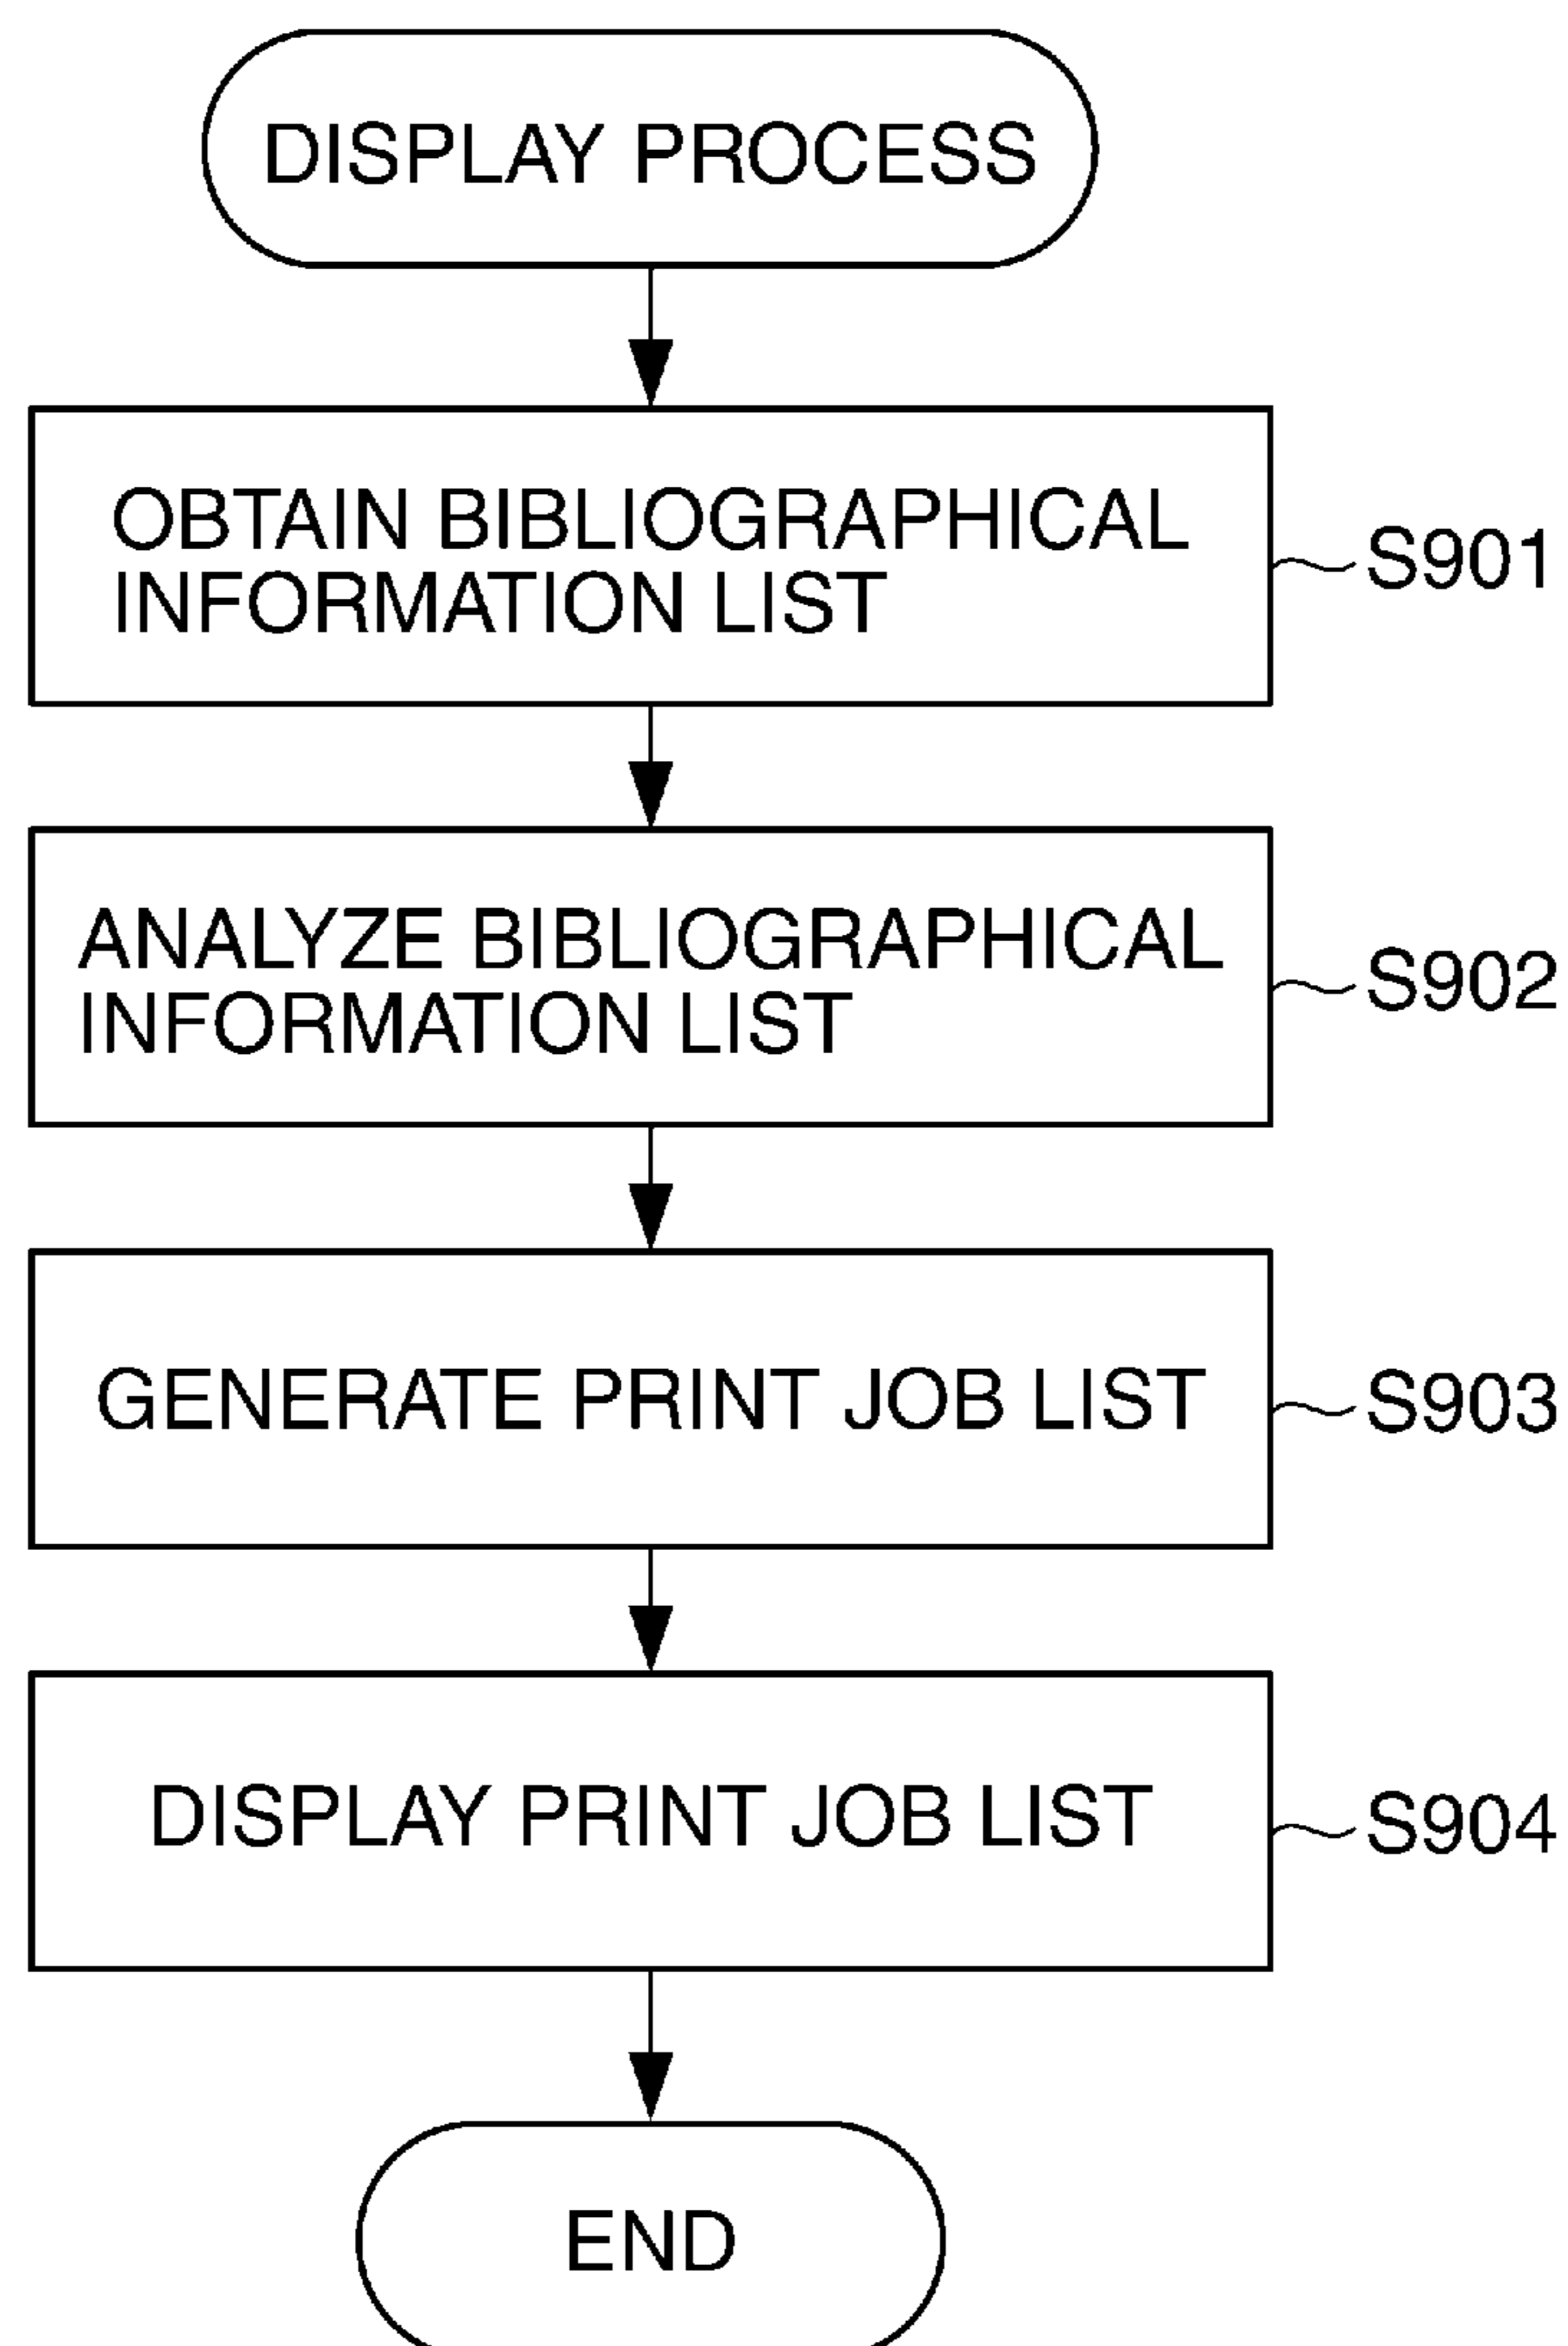 DISPLAY PROCESS
OBTAIN BIBLIOGRAPHICAL
INFORMATION LIST
S901
ANALYZE BIBLIOGRAPHICAL
INFORMATION LIST
S902
GENERATE PRINT JOB LIST
S903
DISPLAY PRINT JOB LIST
S904
END